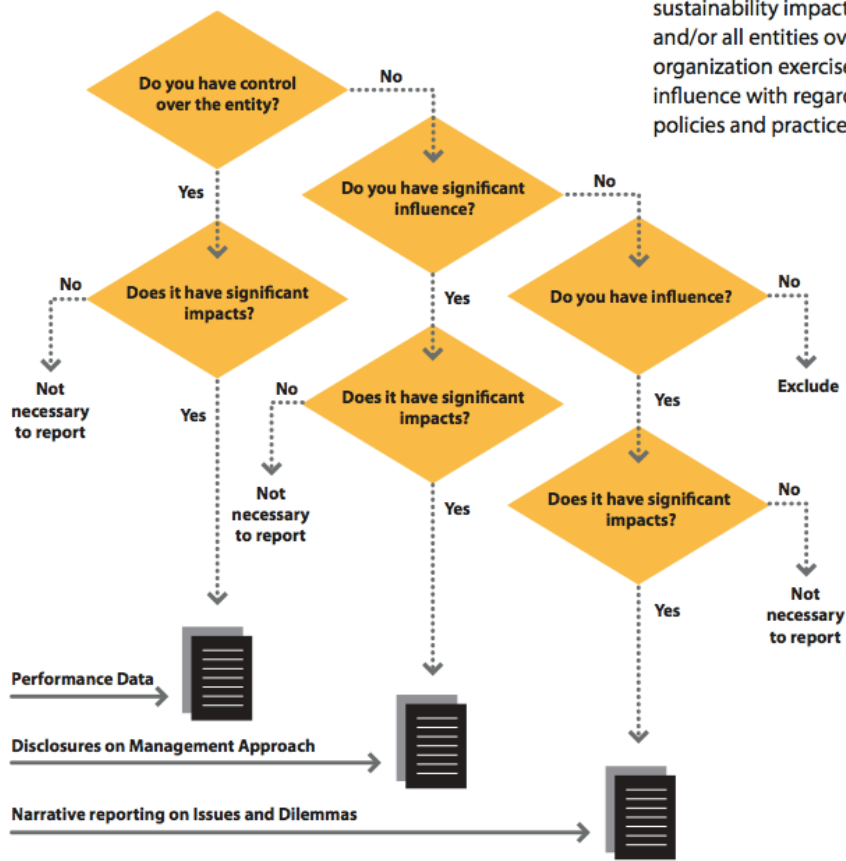 sustainability impact
and/or all entities ov
organization exercise
influence with regar
policies and practice
Do you have control
over the entity?
No
Yes
Do you have significant
influence?
No
No
Does it have significant
impacts?
Yes
Do you have influence?
No
Not
necessary
to report
Yes
No
Does it have significant
impacts?
Yes
Exclude
Not
necessary
to report
Yes
Does it have significant
impacts?
No
Yes
Not
necessary
to report
Performance Data
Disclosures on Management Approach
Narrative reporting on Issues and Dilemmas